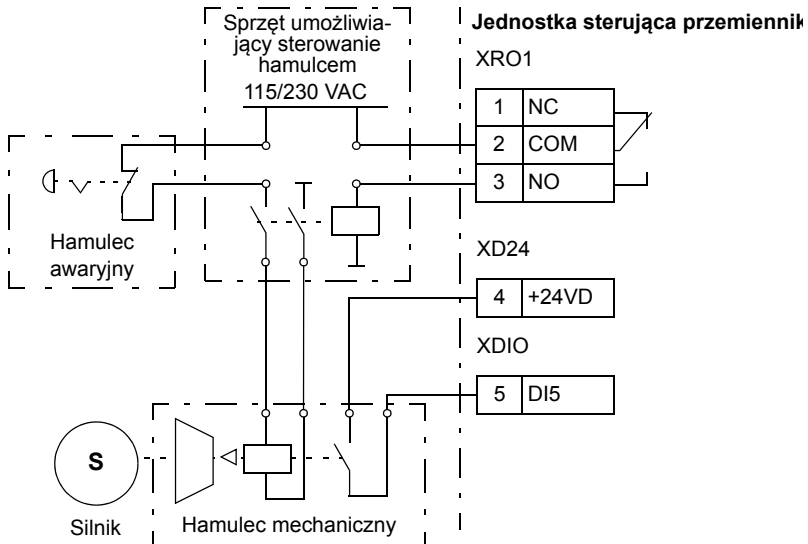 Sprzęt umożliwia-
jący sterowanie
hamulcem
115/230 VAC
Jednostka sterująca przemiennik
XRO1
1 NC
2 COM
3 NO
Hamulec
awaryjny
XD24
4 +24VD
XDIO
5 DI5
S
Silnik
Hamulec mechaniczny